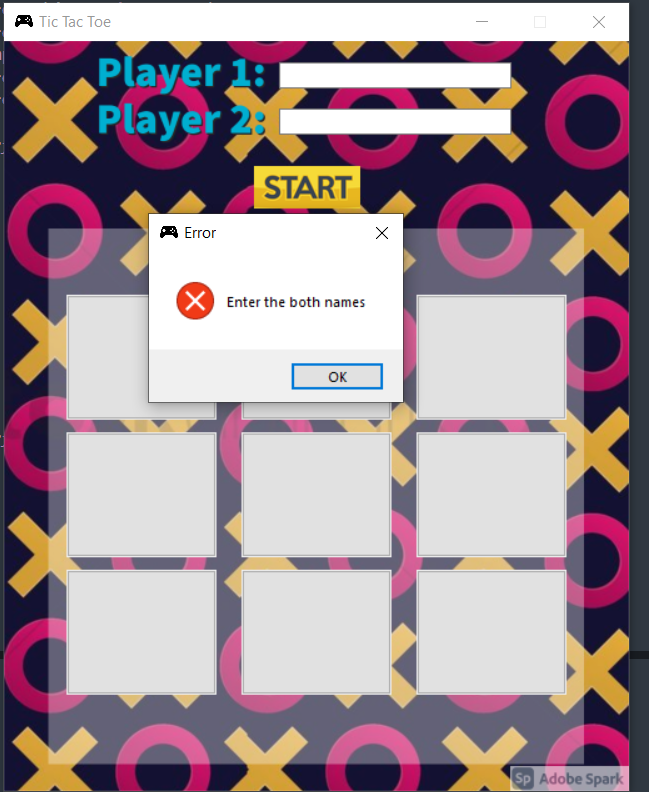 Tic Tac Toe
Player 1:
Player 2:
START
Error
Enter the both names
OK
Sp Adobe Spark